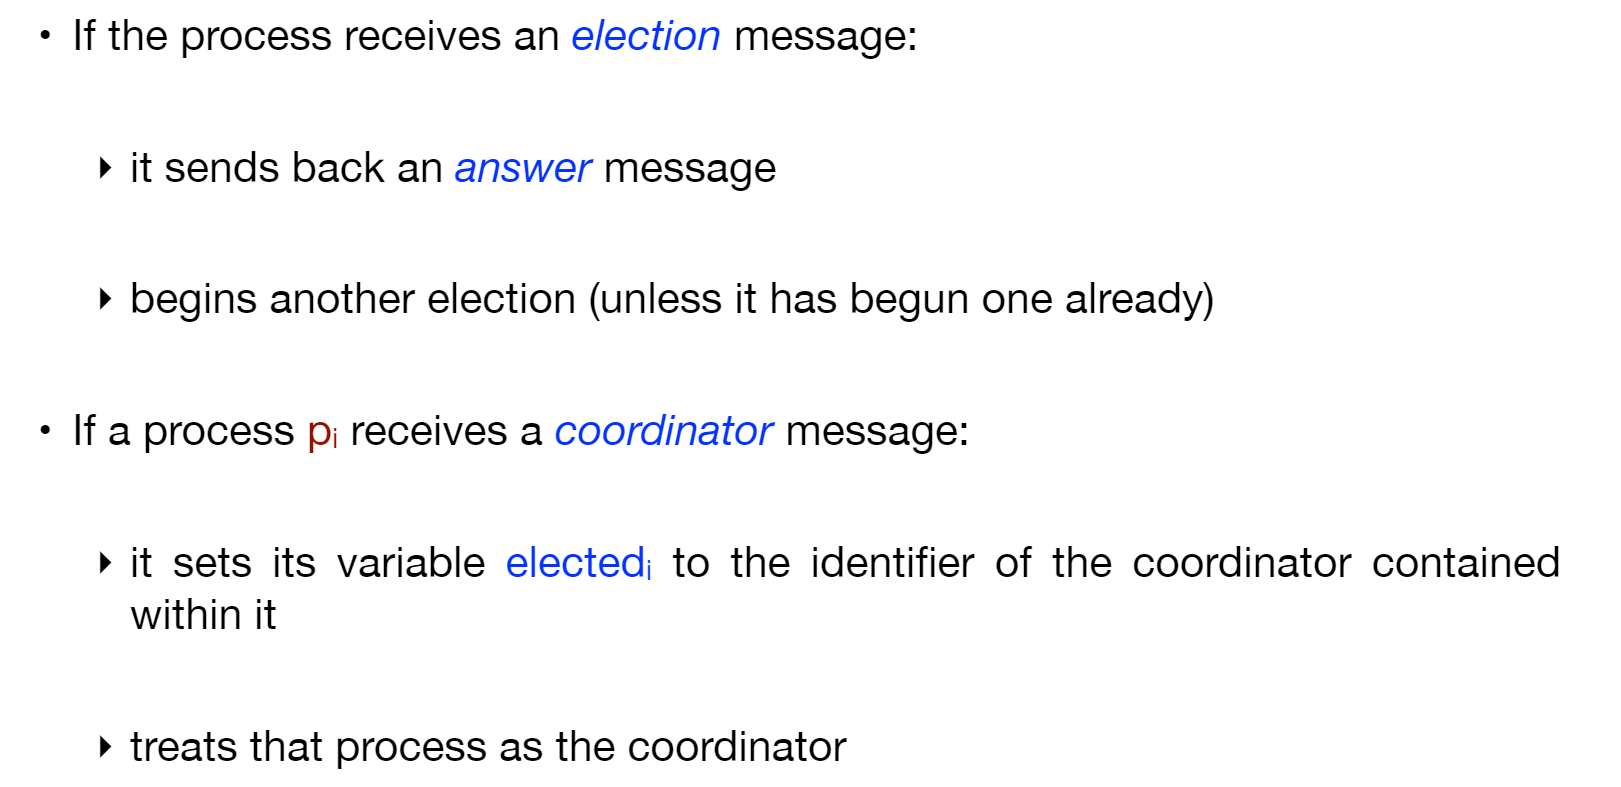 • If the process receives an election message:
‣ it sends back an answer message
‣ begins another election (unless it has begun one already)
• If a process pᵢ receives a coordinator message:
‣ it sets its variable electedᵢ to the identifier of the coordinator contained
within it
‣ treats that process as the coordinator